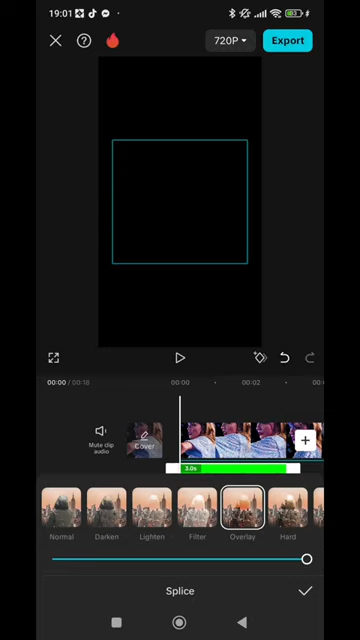 19:01
720P
Export
00:00 / 00:18
00:00
00:02
00:
Mute clip
audio
Cover
3.0s
Normal
Darken
Lighten
Filter
Overlay
Hard
Splice